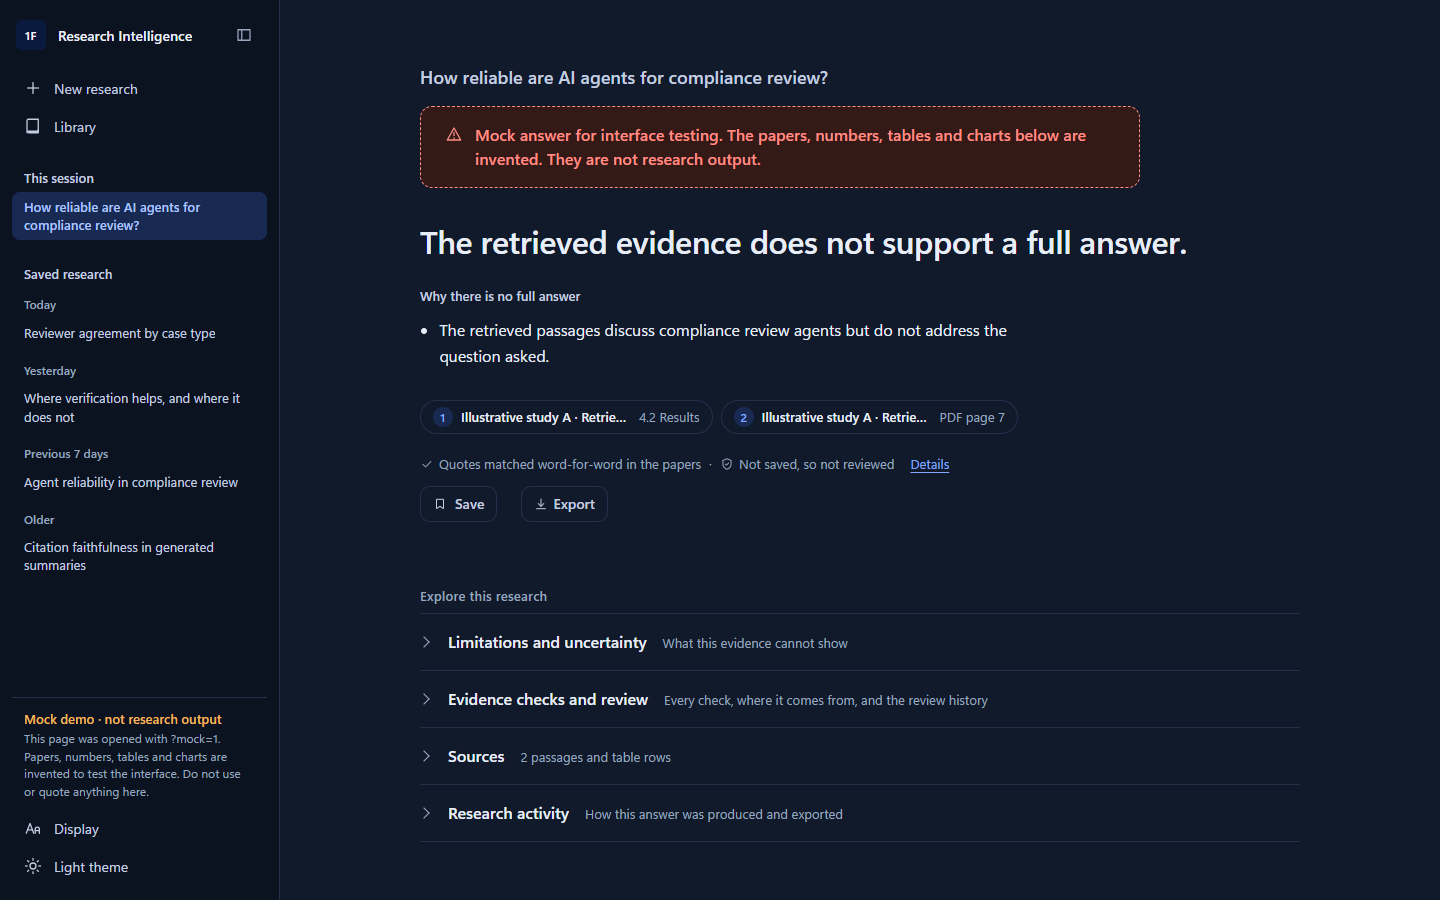 1F
Research Intelligence
New research
Library
This session
How reliable are AI agents for
compliance review?
Saved research
Today
Reviewer agreement by case type
Yesterday
Where verification helps, and where it
does not
Previous 7 days
Agent reliability in compliance review
Older
Citation faithfulness in generated
summaries
Mock demo · not research output
This page was opened with ?mock=1.
Papers, numbers, tables and charts are
invented to test the interface. Do not use
or quote anything here.
Display
Light theme
How reliable are AI agents for compliance review?
Mock answer for interface testing. The papers, numbers, tables and charts below are
invented. They are not research output.
The retrieved evidence does not support a full answer.
Why there is no full answer
• The retrieved passages discuss compliance review agents but do not address the
question asked.
1 Illustrative study A · Retrie... 4.2 Results 2 Illustrative study A · Retrie... PDF page 7
Quotes matched word-for-word in the papers · Not saved, so not reviewed Details
Save Export
Explore this research
Limitations and uncertainty What this evidence cannot show
Evidence checks and review Every check, where it comes from, and the review history
Sources 2 passages and table rows
Research activity How this answer was produced and exported